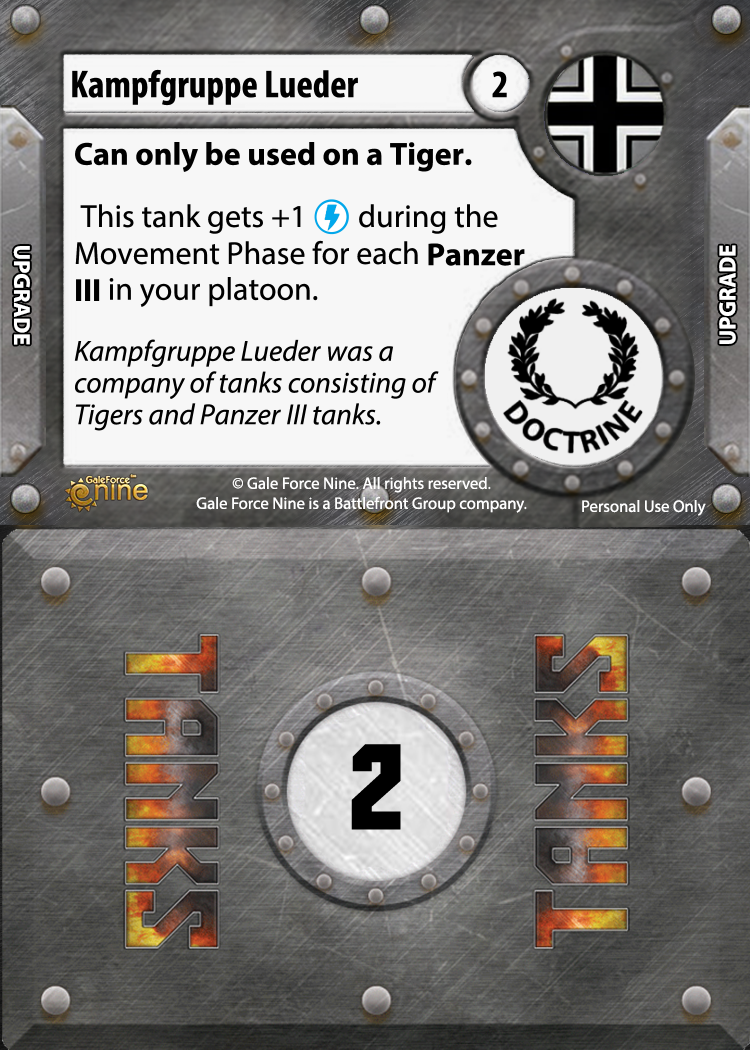 Kampfgruppe Lueder
2
Can only be used on a Tiger.
This tank gets +1 during the
Movement Phase for each Panzer
III in your platoon.
Kampfgruppe Lueder was a
company of tanks consisting of
Tigers and Panzer III tanks.
UPGRADE
UPGRADE
DOCTRINE
GaleForce™
nine
© Gale Force Nine. All rights reserved.
Gale Force Nine is a Battlefront Group company.
Personal Use Only
TANKS
2
TANKS